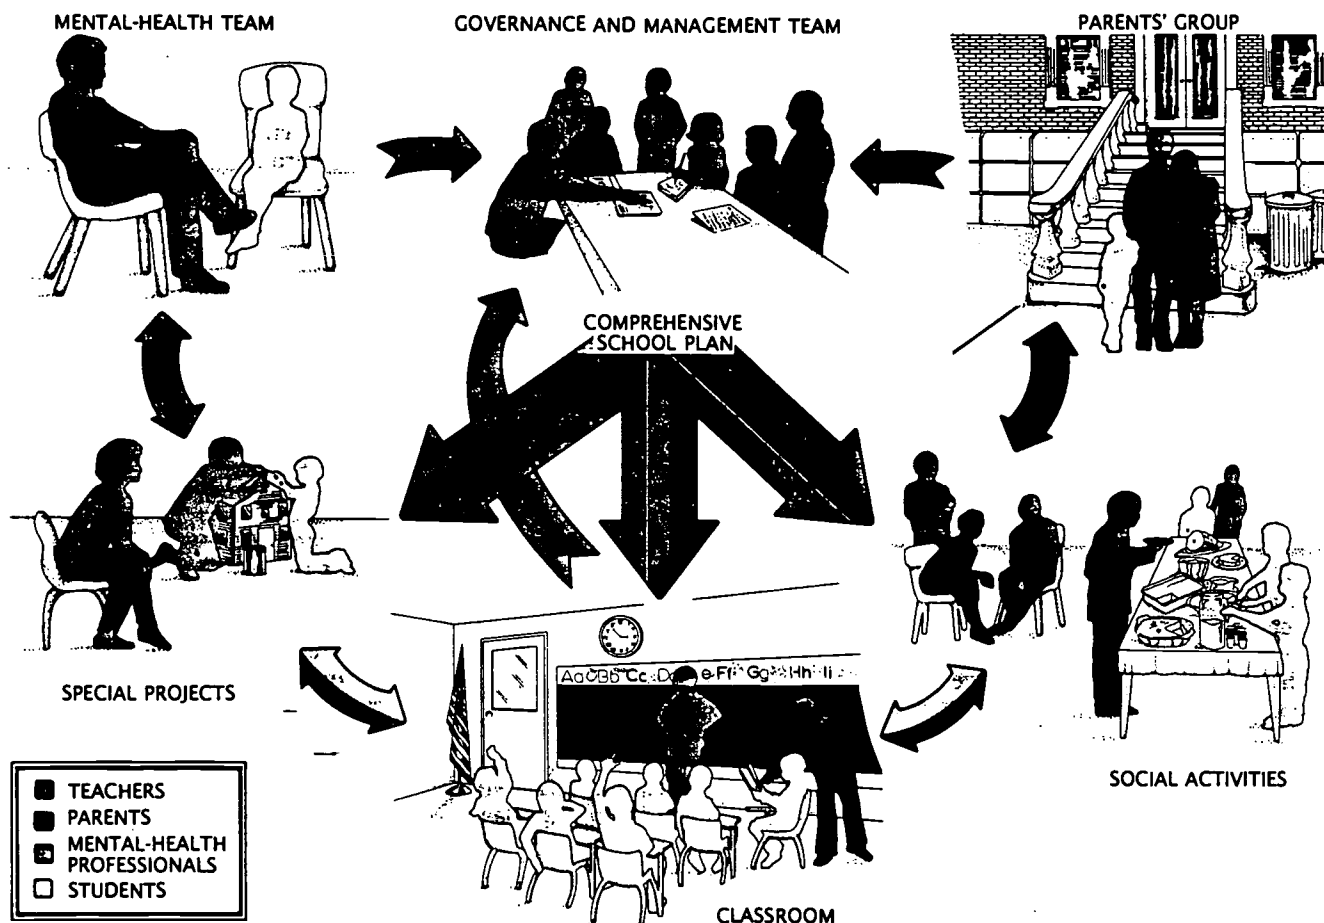 MENTAL-HEALTH TEAM
GOVERNANCE AND MANAGEMENT TEAM
PARENTS' GROUP
COMPREHENSIVE
SCHOOL PLAN
SPECIAL PROJECTS
SOCIAL ACTIVITIES
TEACHERS
PARENTS
MENTAL-HEALTH
PROFESSIONALS
STUDENTS
CLASSROOM